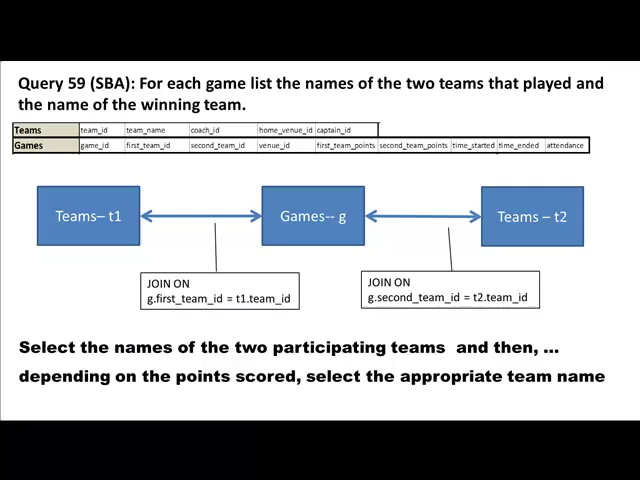 Query 59 (SBA): For each game list the names of the two teams that played and
the name of the winning team.
Teams team_id team_name coach_id home_venue_id captain_id
Games game_id first_team_id second_team_id venue_id first_team_points second_team_points time_started time_ended attendance
Teams– t1 Games-- g Teams – t2
JOIN ON
g.first_team_id = t1.team_id
JOIN ON
g.second_team_id = t2.team_id
Select the names of the two participating teams and then, ...
depending on the points scored, select the appropriate team name